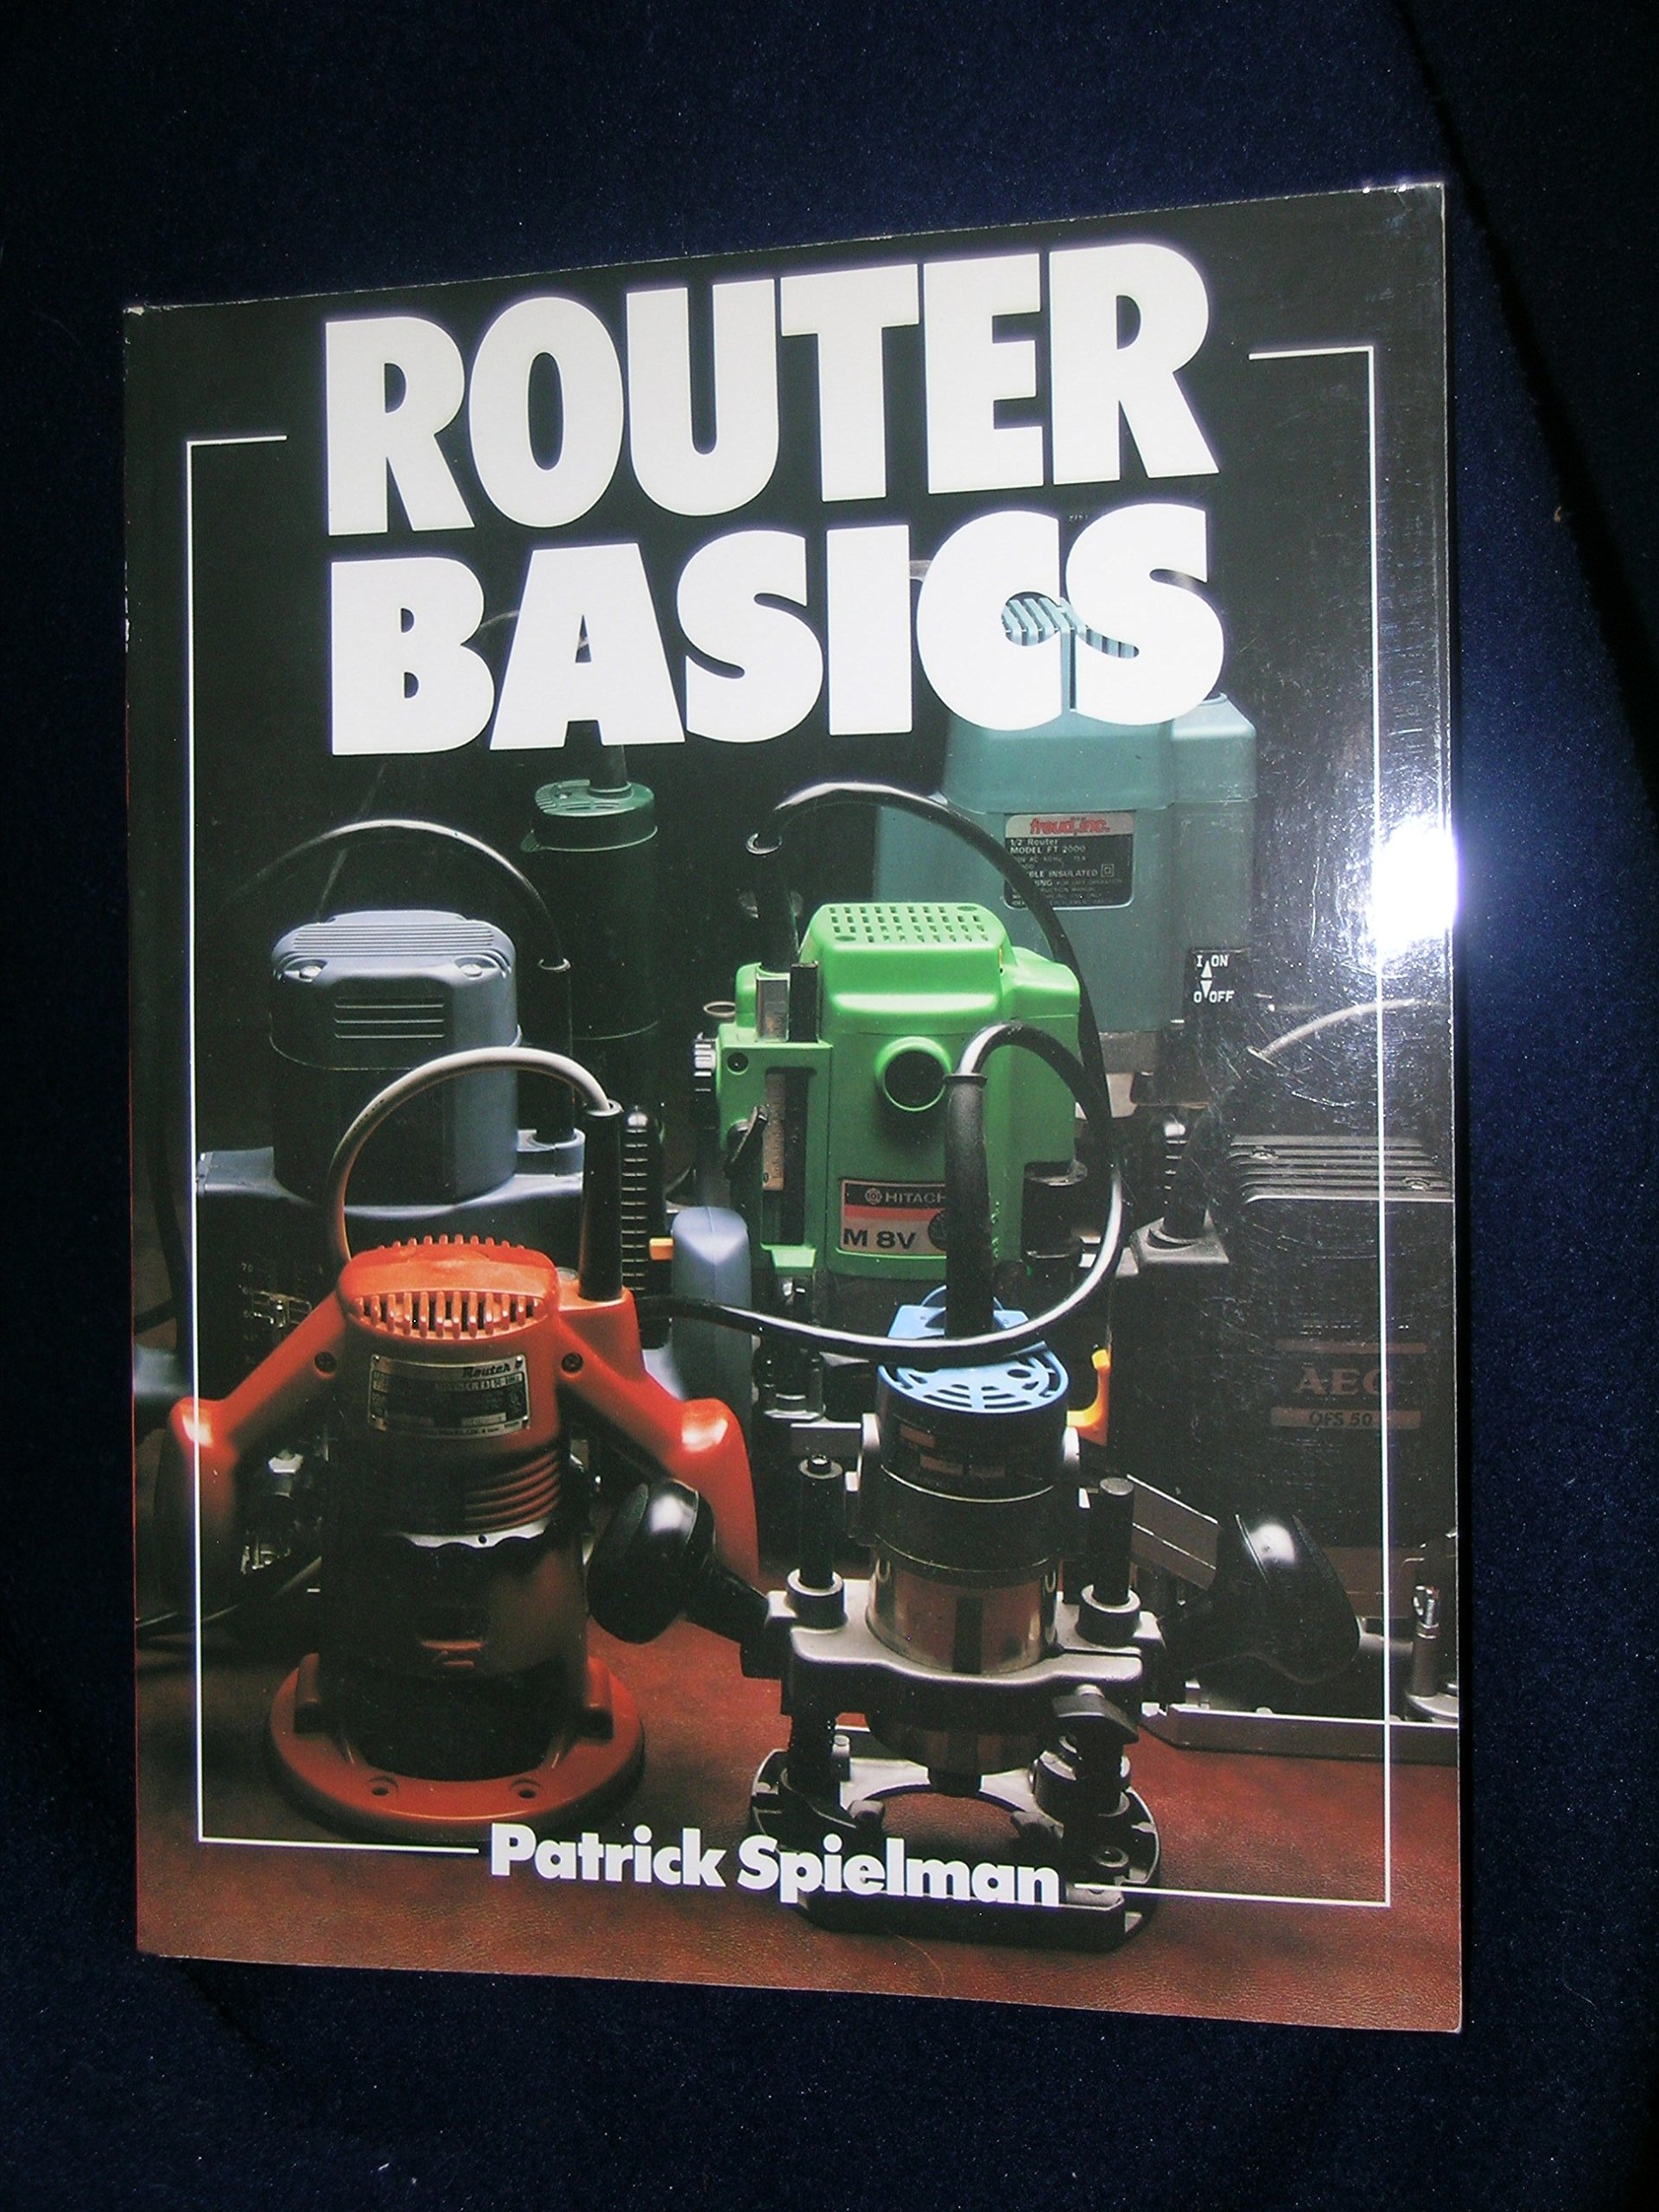 ROUTER
BASICS
freud, inc.
1/2 Router
MODEL FT 2000
INSULATED
I ON
O OFF
HITACHI
M 8V
Router
AEG
OFS 50
Patrick Spielman